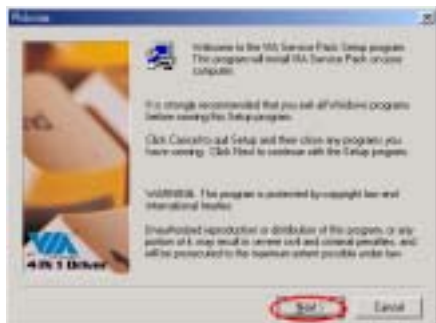 Welcome
Welcome to the VIA Service Pack Setup program.
This program will install VIA Service Pack on your
computer.
It is strongly recommended that you exit all Windows programs
before running this Setup program.
Click Cancel to quit Setup and then close any programs you
have running. Click Next to continue with the Setup program.
WARNING: This program is protected by copyright law and
international treaties.
Unauthorized reproduction or distribution of this program, or any
portion of it, may result in severe civil and criminal penalties, and
will be prosecuted to the maximum extent possible under law.
VIA
4 IN 1 Driver
Next >
Cancel